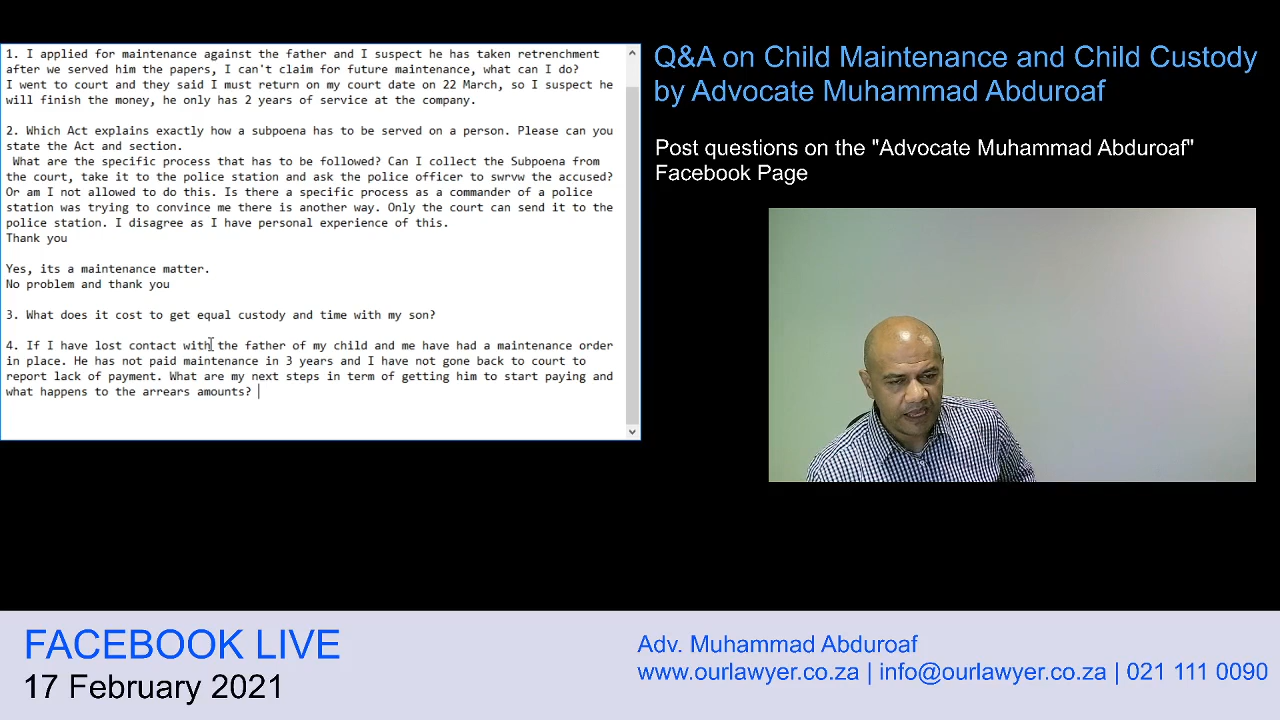 1. I applied for maintenance against the father and I suspect he has taken retrenchment
after we served him the papers, I can't claim for future maintenance, what can I do?
I went to court and they said I must return on my court date on 22 March, so I suspect he
will finish the money, he only has 2 years of service at the company.
2. Which Act explains exactly how a subpoena has to be served on a person. Please can you
state the Act and section.
What are the specific process that has to be followed? Can I collect the Subpoena from
the court, take it to the police station and ask the police officer to swrvw the accused?
Or am I not allowed to do this. Is there a specific process as a commander of a police
station was trying to convince me there is another way. Only the court can send it to the
police station. I disagree as I have personal experience of this.
Thank you
Yes, its a maintenance matter.
No problem and thank you
3. What does it cost to get equal custody and time with my son?
4. If I have lost contact with the father of my child and me have had a maintenance order
in place. He has not paid maintenance in 3 years and I have not gone back to court to
report lack of payment. What are my next steps in term of getting him to start paying and
what happens to the arrears amounts?
Q&A on Child Maintenance and Child Custody
by Advocate Muhammad Abduroaf
Post questions on the "Advocate Muhammad Abduroaf"
Facebook Page
FACEBOOK LIVE
17 February 2021
Adv. Muhammad Abduroaf
www.ourlawyer.co.za | info@ourlawyer.co.za | 021 111 0090